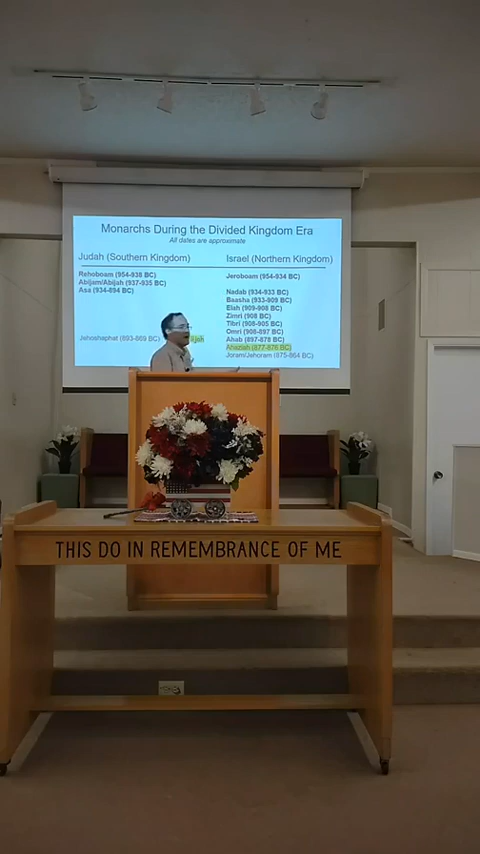 Monarchs During the Divided Kingdom Era
All dates are approximate
Judah (Southern Kingdom)
Israel (Northern Kingdom)
Rehoboam (954-938 BC)
Jeroboam (954-934 BC)
Abijam/Abijah (937-935 BC)
Asa (934-894 BC)
Nadab (934-933 BC)
Baasha (933-909 BC)
Elah (909-908 BC)
Zimri (908 BC)
Tibri (908-905 BC)
Omri (908-897 BC)
Jehoshaphat (893-869 BC)
Ahab (897-878 BC)
Ahaziah (877-876 BC)
Joram/Jehoram (875-864 BC)
THIS DO IN REMEMBRANCE OF ME